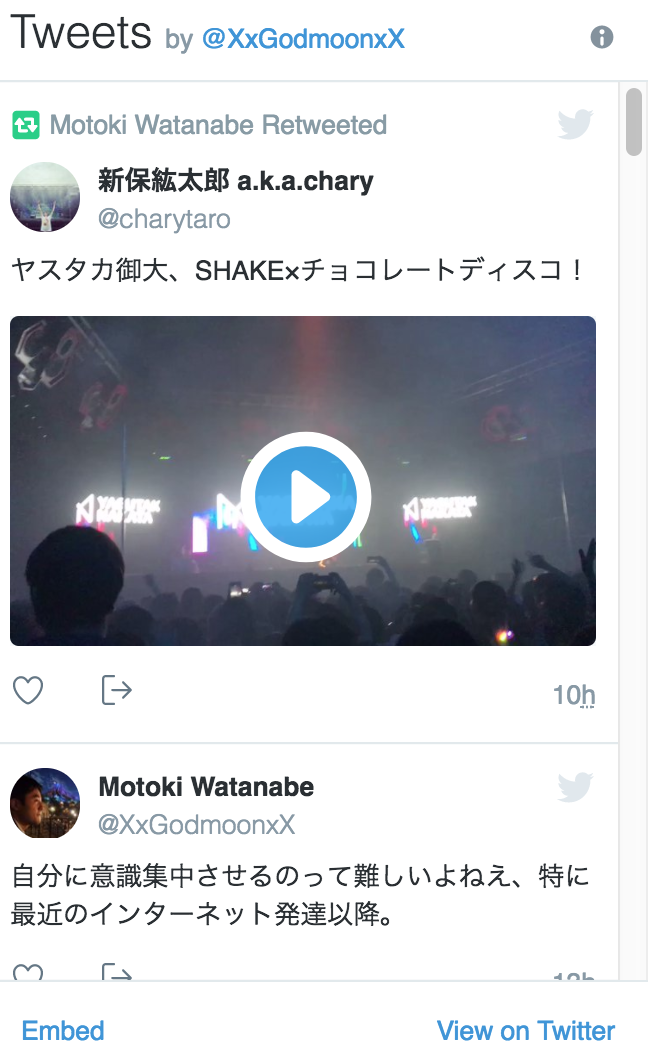 Tweets by @XxGodmoonxX
Motoki Watanabe Retweeted
新保紘太郎 a.k.a.chary
@charytaro
ヤスタカ御大、SHAKE×チョコレートディスコ！
10h
Motoki Watanabe
@XxGodmoonxX
自分に意識集中させるのって難しいよねえ、特に
最近のインターネット発達以降。
Embed
View on Twitter